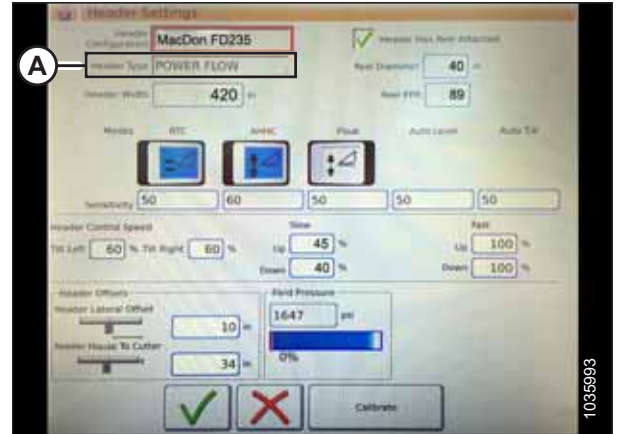 Header Settings
Header Configuration MacDon FD235
Header Has Reel Attached
A
Header Type POWER FLOW
Reel Diameter 40 in
Header Width 420 in
Reel PPR 89
Modes RTC AHHC Float Auto Level Auto Tilt
Sensitivity 50 60 50 50 50
Header Control Speed
Slow Fast
Tilt Left 60 % Tilt Right 60 % Up 45 % Up 100 %
Down 40 % Down 100 %
Header Offsets
Field Pressure
Header Lateral Offset
10 in
1647 psi
Feeder House To Cutter
34 in
0%
Calibrate
1035993